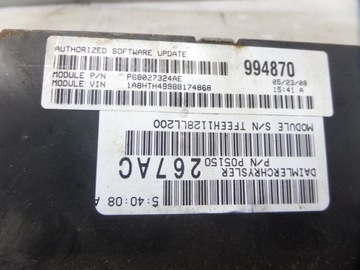 AUTHORIZED SOFTWARE UPDATE
994870
MODULE P/N P68027324AE
05/23/08
MODULE VIN 1A8HTH4998B174868
15:41 A
DAIMLERCHRYSLER
P/N P05150
267AC
MODULE S/N TFEEH1128LL200
5:40:08 A